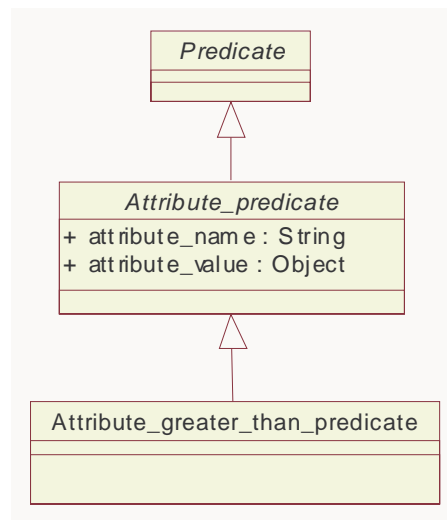 Predicate
Attribute_predicate
+ attribute_name : String
+ attribute_value : Object
Attribute_greater_than_predicate